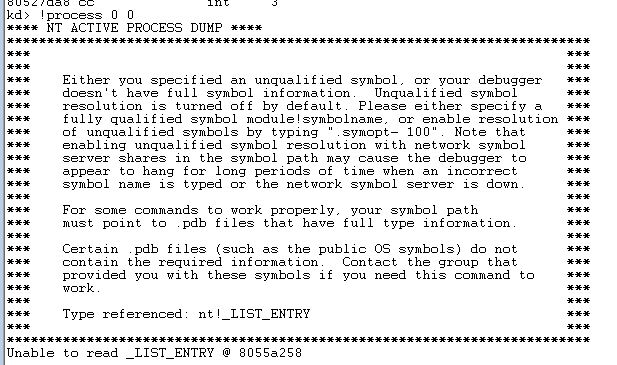 80527da8 cc int 3
kd> !process 0 0
**** NT ACTIVE PROCESS DUMP ****
*************************************************************************
*** ***
*** ***
*** Either you specified an unqualified symbol, or your debugger ***
*** doesn't have full symbol information. Unqualified symbol ***
*** resolution is turned off by default. Please either specify a ***
*** fully qualified symbol module!symbolname, or enable resolution ***
*** of unqualified symbols by typing ".symopt- 100". Note that ***
*** enabling unqualified symbol resolution with network symbol ***
*** server shares in the symbol path may cause the debugger to ***
*** appear to hang for long periods of time when an incorrect ***
*** symbol name is typed or the network symbol server is down. ***
*** ***
*** For some commands to work properly, your symbol path ***
*** must point to .pdb files that have full type information. ***
*** ***
*** Certain .pdb files (such as the public OS symbols) do not ***
*** contain the required information. Contact the group that ***
*** provided you with these symbols if you need this command to ***
*** work. ***
*** ***
*** Type referenced: nt!_LIST_ENTRY ***
*** ***
*************************************************************************
Unable to read _LIST_ENTRY @ 8055a258